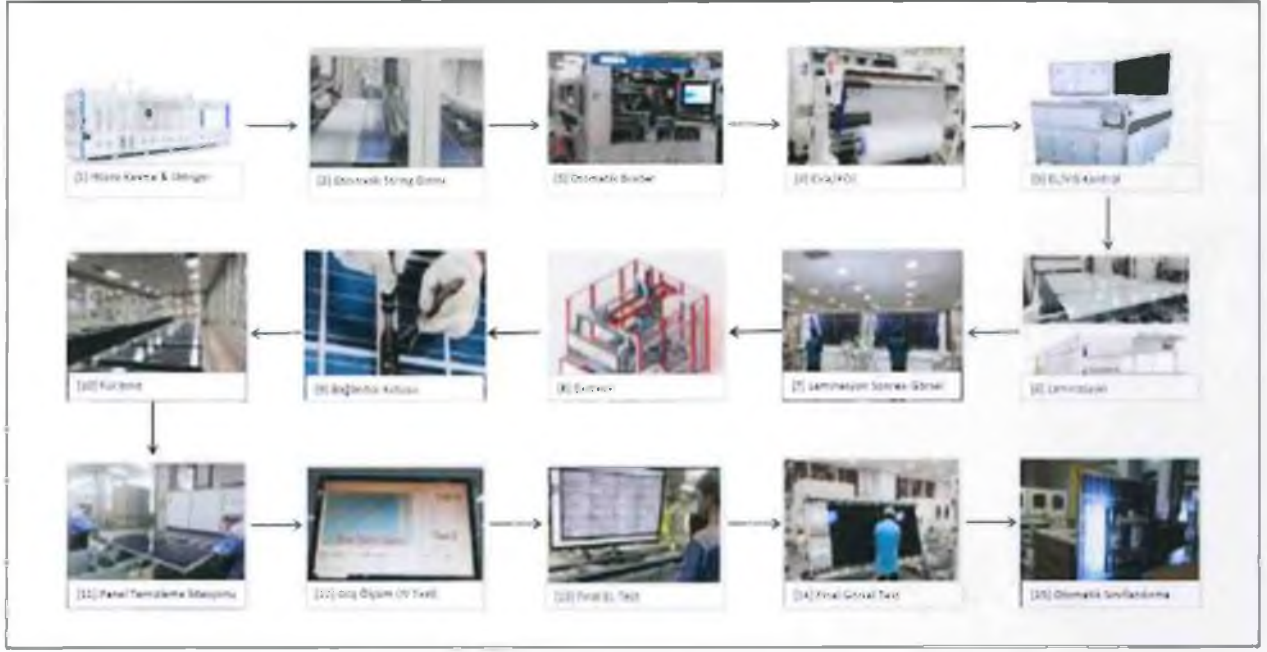 [1] Hücre Kesme & Stringer
[2] Otomatik String Dizme
[3] Otomatik Busbar
[4] EVA/POE
[5] EL/VIS Kontrol
[6] Laminasyon
[7] Laminasyon Sonrası Görsel
[8]
[9] Bağlantı Kutusu
[10] Kürleme
[11] Panel Temizleme İstasyonu
[12] Güç Ölçüm (IV Test)
[13] Final EL Test
[14] Final Görsel Test
[15] Otomatik Sınıflandırma